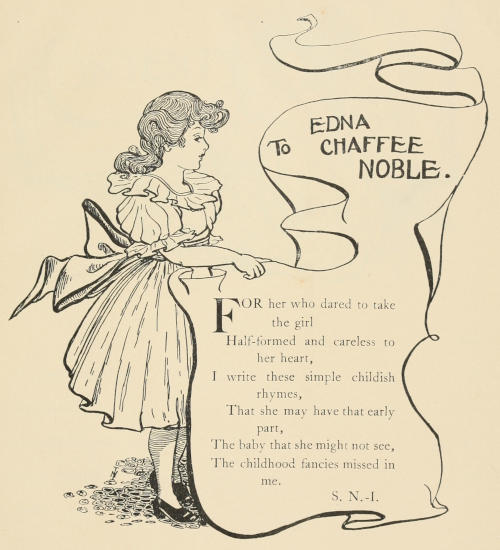 To EDNA
CHAFFEE
NOBLE.
FOR her who dared to take
the girl
Half-formed and careless to
her heart,
I write these simple childish
rhymes,
That she may have that early
part,
The baby that she might not see,
The childhood fancies missed in
me.
S. N.-I.